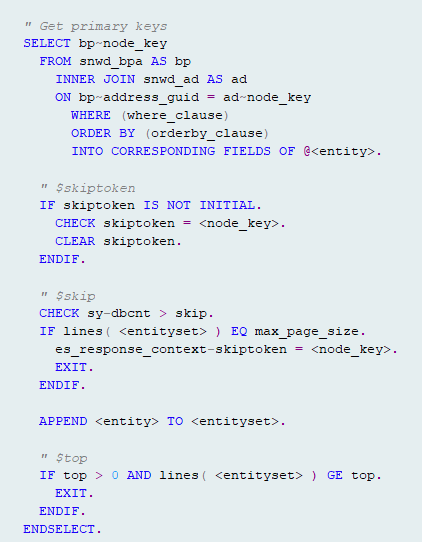 " Get primary keys
SELECT bp~node_key
FROM snwd_bpa AS bp
INNER JOIN snwd_ad AS ad
ON bp~address_guid = ad~node_key
WHERE (where_clause)
ORDER BY (orderby_clause)
INTO CORRESPONDING FIELDS OF @<entity>.
" $skiptoken
IF skiptoken IS NOT INITIAL.
CHECK skiptoken = <node_key>.
CLEAR skiptoken.
ENDIF.
" $skip
CHECK sy-dbcnt > skip.
IF lines( <entityset> ) EQ max_page_size.
es_response_context-skiptoken = <node_key>.
EXIT.
ENDIF.
APPEND <entity> TO <entityset>.
" $top
IF top > 0 AND lines( <entityset> ) GE top.
EXIT.
ENDIF.
ENDSELECT.